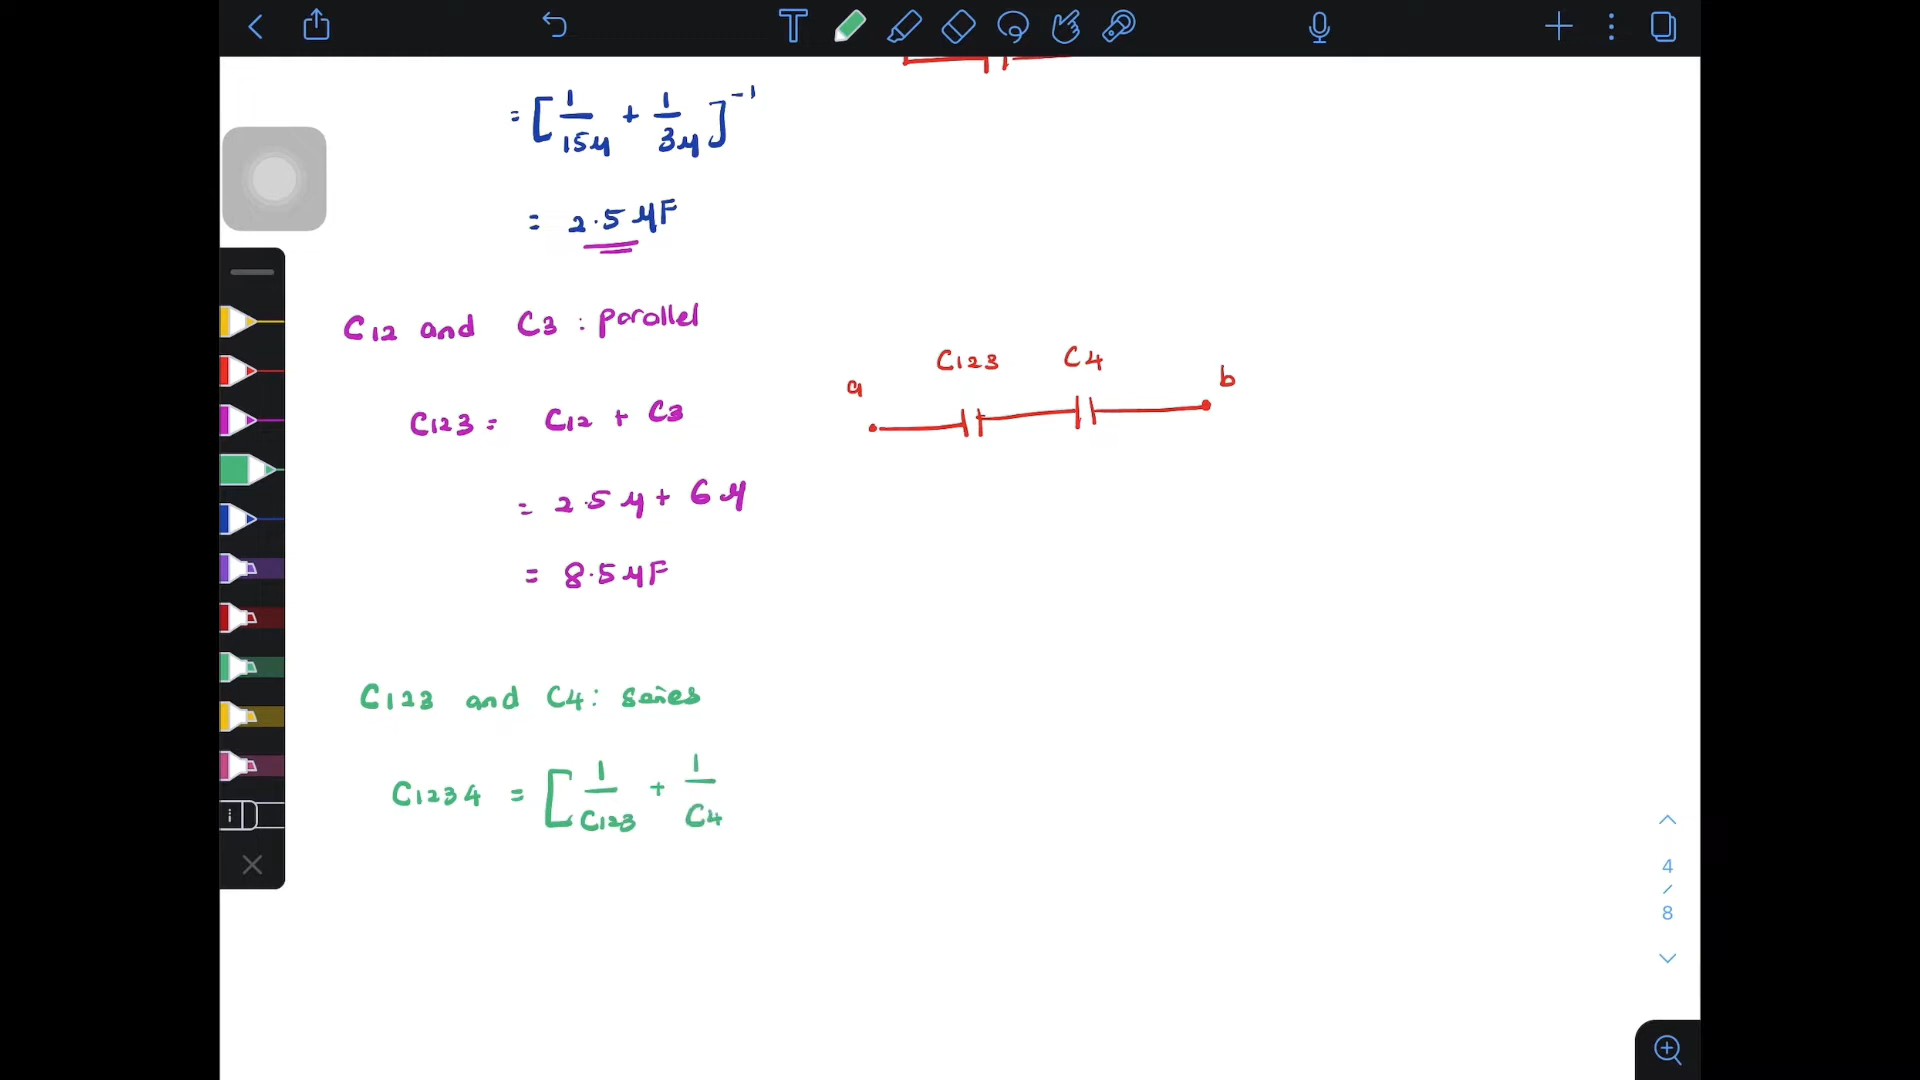 = [1/15μ + 1/3μ]⁻¹
= 2.5 μF
C12 and C3 : parallel
C123 C4
a b
C123 = C12 + C3
= 2.5 μ + 6 μ
= 8.5 μF
C123 and C4 : series
C1234 = [1/C123 + 1/C4
4
/
8